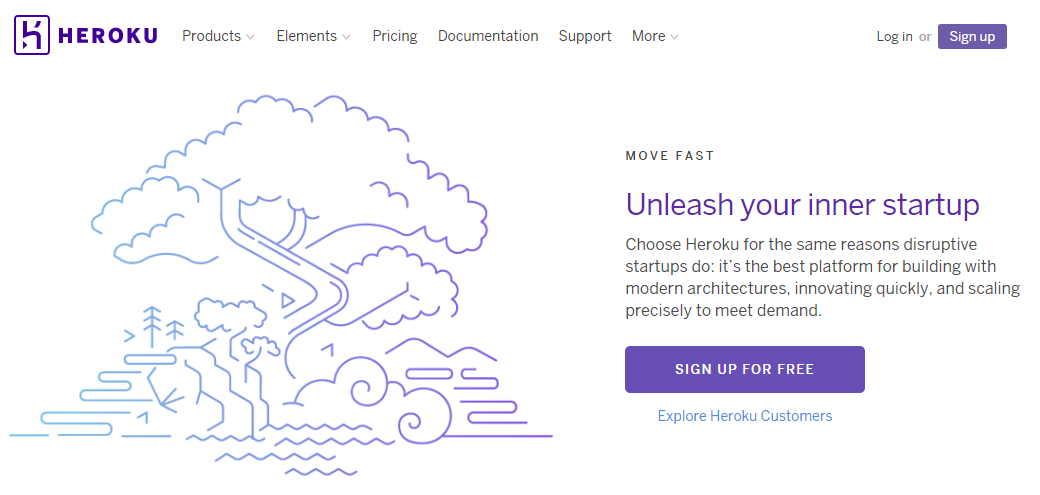 HEROKU Products Elements Pricing Documentation Support More Log in or Sign up
MOVE FAST
Unleash your inner startup
Choose Heroku for the same reasons disruptive
startups do: it's the best platform for building with
modern architectures, innovating quickly, and scaling
precisely to meet demand.
SIGN UP FOR FREE
Explore Heroku Customers